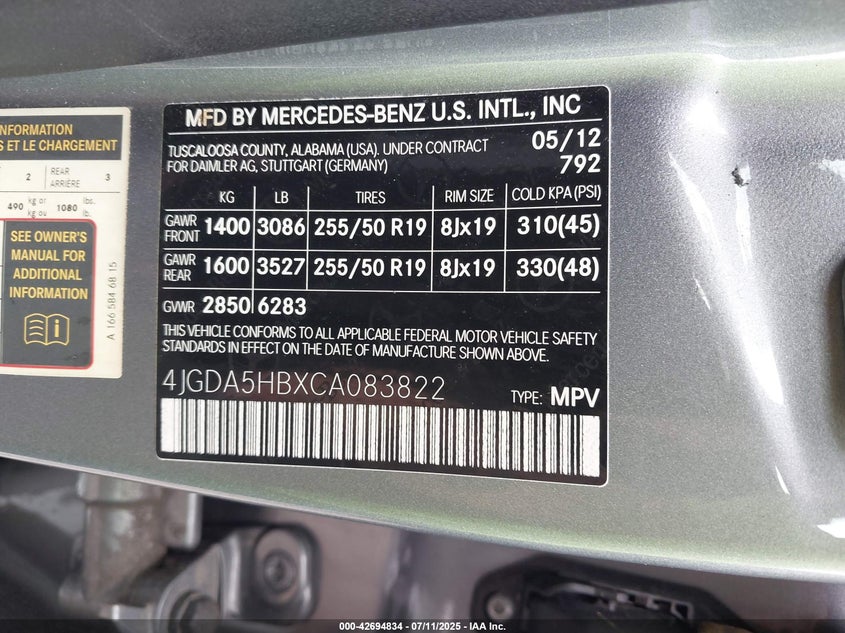 INFORMATION
S ET LE CHARGEMENT
2 REAR 3
ARRIÈRE
490 kg or 1080 lbs.
kg ou lb.
SEE OWNER'S
MANUAL FOR
ADDITIONAL
INFORMATION
A 166 584 68 15
MFD BY MERCEDES-BENZ U.S. INTL., INC
TUSCALOOSA COUNTY, ALABAMA (USA), UNDER CONTRACT 05/12
FOR DAIMLER AG, STUTTGART (GERMANY) 792
KG LB TIRES RIM SIZE COLD KPA (PSI)
GAWR FRONT 1400 3086 255/50 R19 8Jx19 310(45)
GAWR REAR 1600 3527 255/50 R19 8Jx19 330(48)
GVWR 2850 6283
THIS VEHICLE CONFORMS TO ALL APPLICABLE FEDERAL MOTOR VEHICLE SAFETY
STANDARDS IN EFFECT ON THE DATE OF MANUFACTURE SHOWN ABOVE.
4JGDA5HBXCA083822 TYPE: MPV
000-42694834 - 07/11/2025 - IAA Inc.